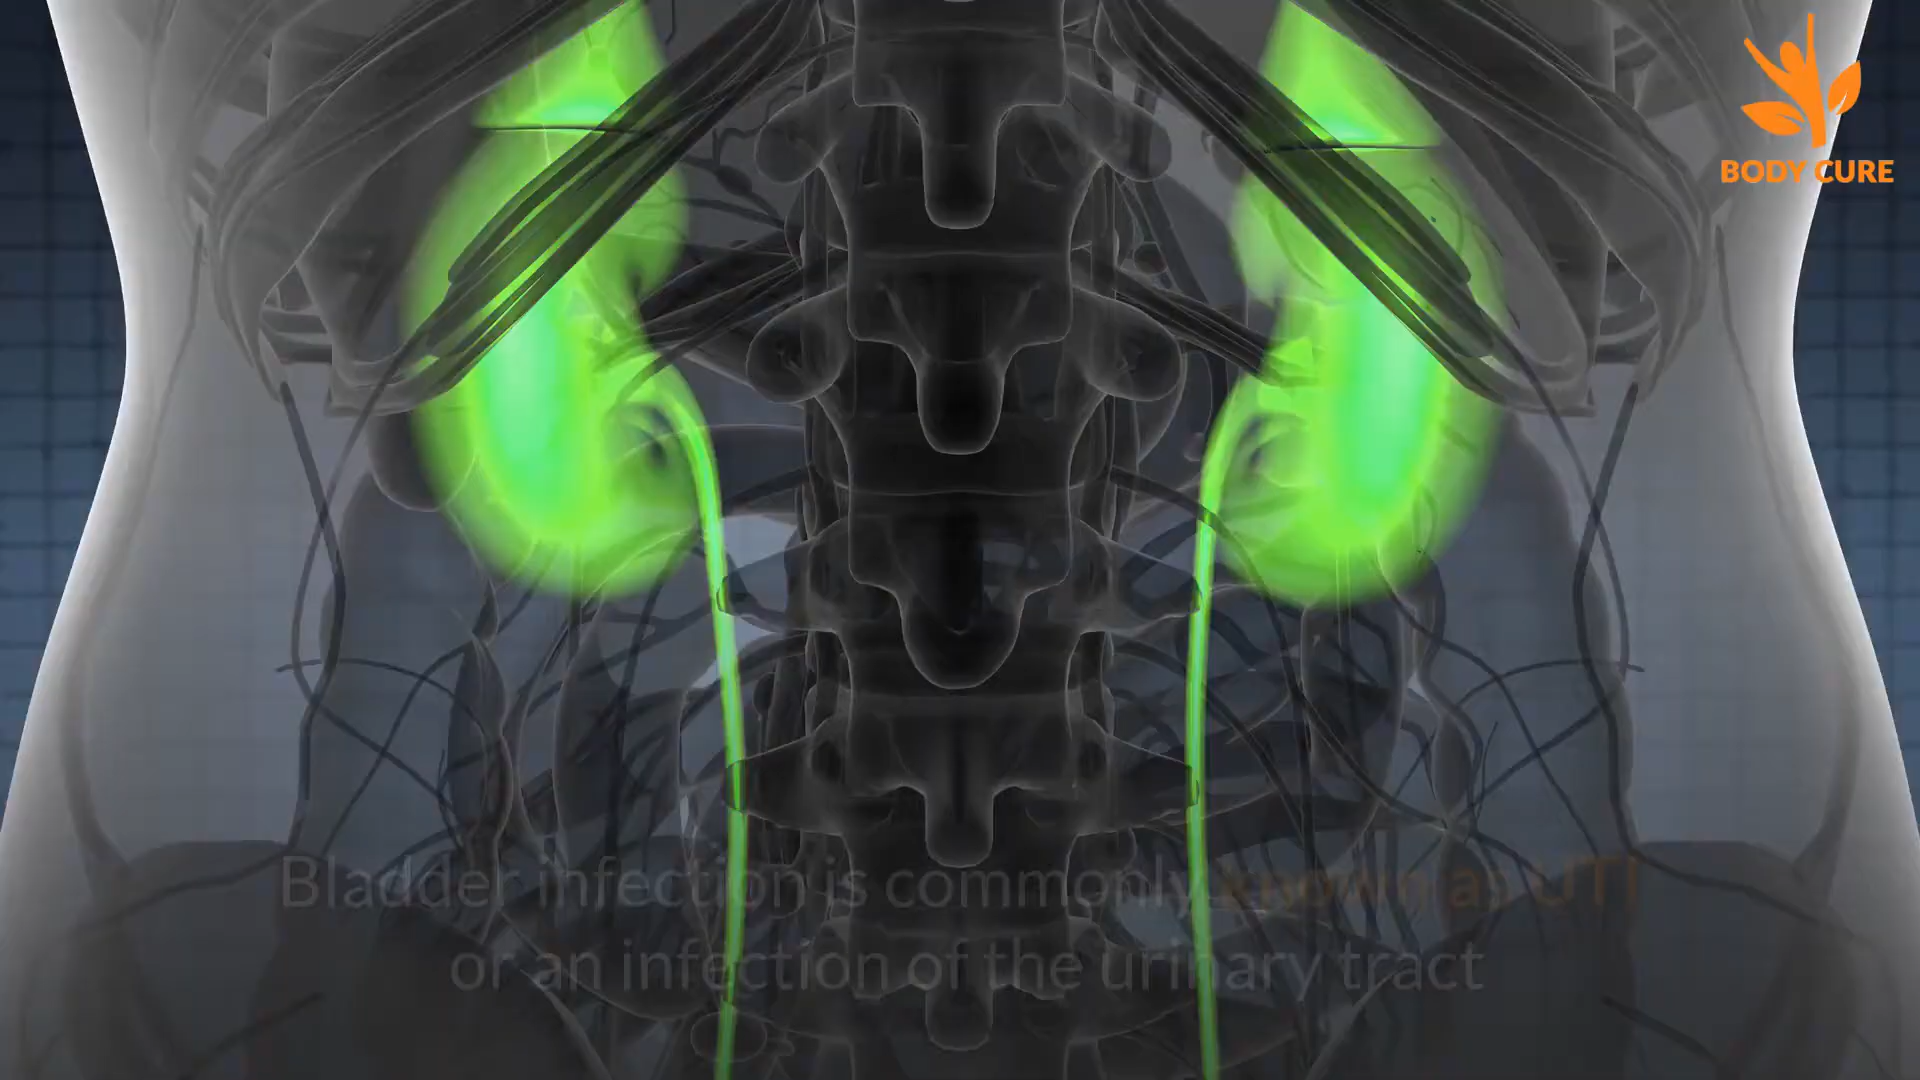 BODY CURE
Bladder infection is commonly known as UTI
or an infection of the urinary tract